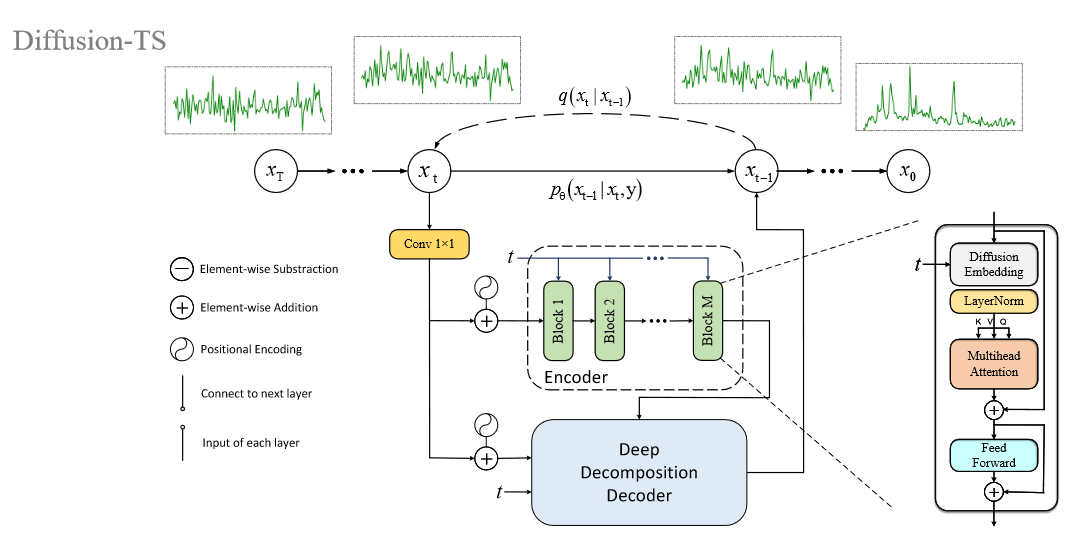 Diffusion-TS
q(x_t | x_{t-1})
x_T
x_t
x_{t-1}
x_0
p_θ(x_{t-1} | x_t, y)
Conv 1×1
t
Block 1
Block 2
Block M
Encoder
Element-wise Substraction
Element-wise Addition
Positional Encoding
Connect to next layer
Input of each layer
t
Deep
Decomposition
Decoder
t
Diffusion
Embedding
LayerNorm
K V Q
Multihead
Attention
Feed
Forward